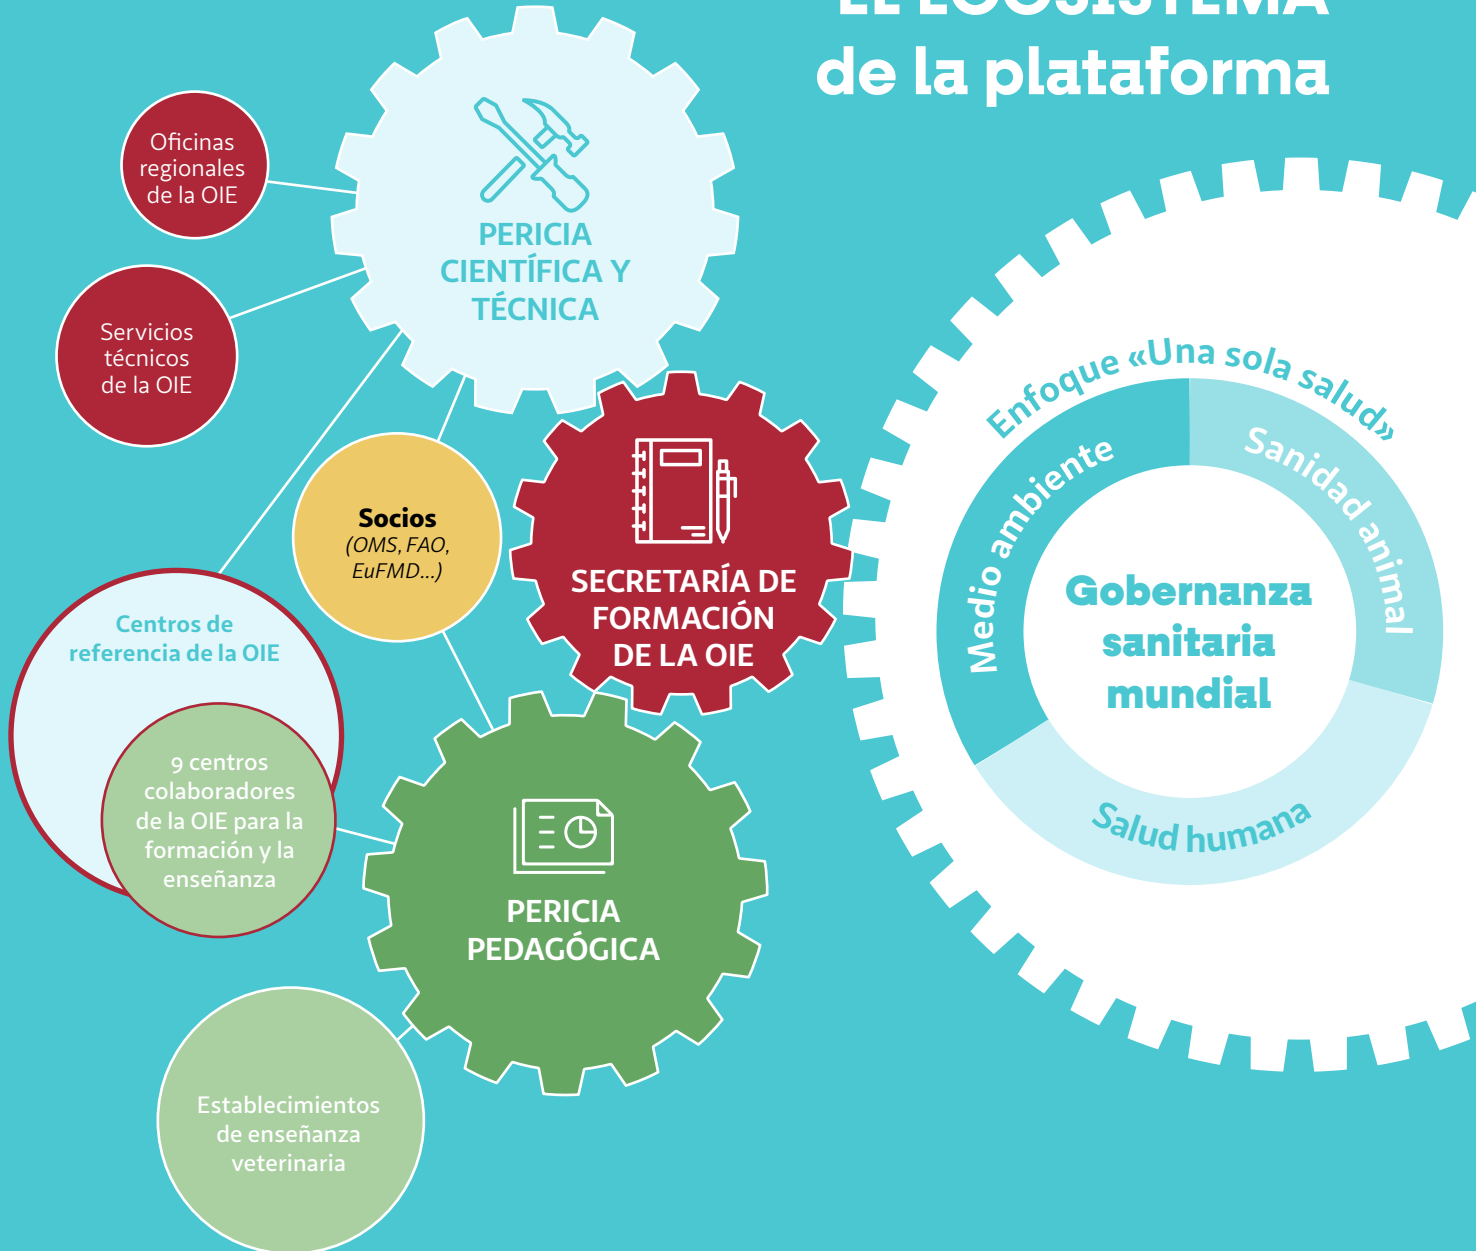 EL ECOSISTEMA
de la plataforma
Oficinas
regionales
de la OIE
PERICIA
CIENTÍFICA Y
TÉCNICA
Servicios
técnicos
de la OIE
Socios
(OMS, FAO,
EuFMD...)
SECRETARÍA DE
FORMACIÓN
DE LA OIE
Centros de
referencia de la OIE
9 centros
colaboradores
de la OIE para la
formación y la
enseñanza
PERICIA
PEDAGÓGICA
Establecimientos
de enseñanza
veterinaria
Enfoque «Una sola salud»
Medio ambiente
Sanidad animal
Salud humana
Gobernanza
sanitaria
mundial